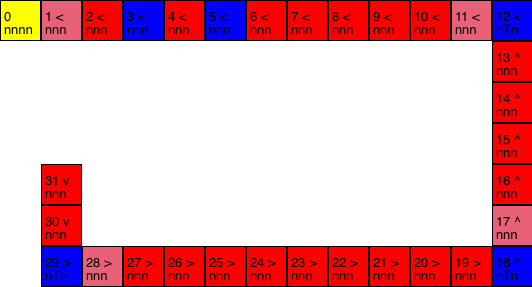 0 1 < 2 < 3 < 4 < 5 < 6 < 7 < 8 < 9 < 10 < 11 < 12 <
nnnn nnn nnn nnn nnn nnn nnn nnn nnn nnn nnn nnn nTn
13 ^
nnn
14 ^
nnn
15 ^
nnn
31 v 16 ^
nnn nnn
30 v 17 ^
nnn nnn
29 > 28 > 27 > 26 > 25 > 24 > 23 > 22 > 21 > 20 > 19 > 18 ^
nTn nnn nnn nnn nnn nnn nnn nnn nnn nnn nnn nTn